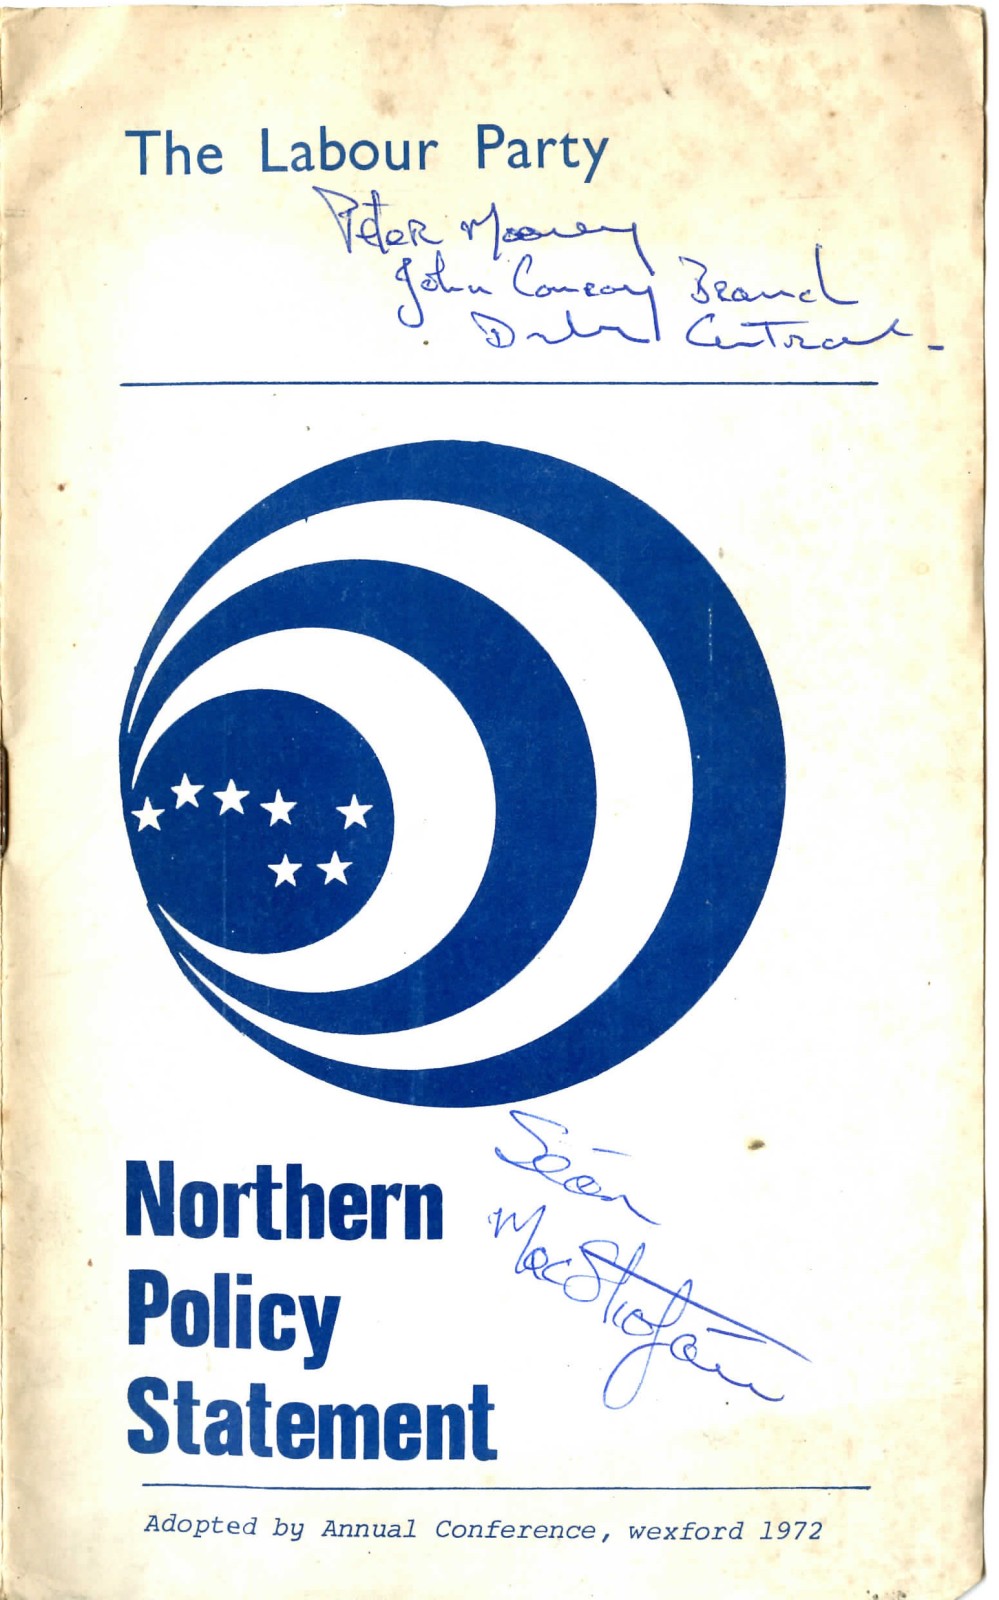 The Labour Party
Peter Mooney
John Conroy Branch
Dublin Central -
Northern
Policy
Statement
Seán
MacStiofáin
Adopted by Annual Conference, wexford 1972